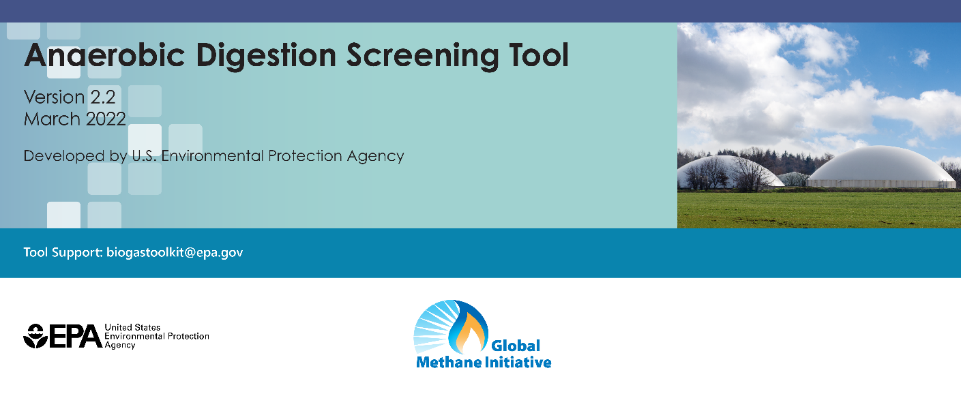 Anaerobic Digestion Screening Tool
Version 2.2
March 2022
Developed by U.S. Environmental Protection Agency
Tool Support: biogastoolkit@epa.gov
EPA
United States
Environmental Protection
Agency
Global
Methane Initiative